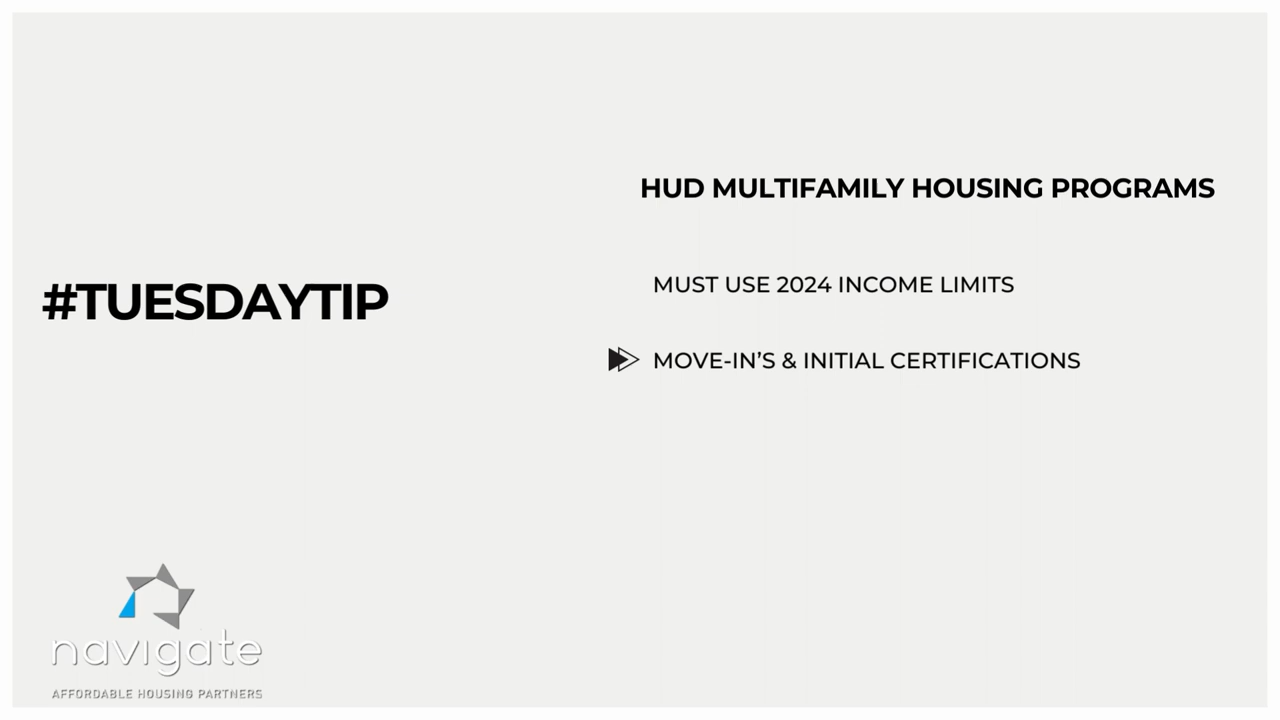 HUD MULTIFAMILY HOUSING PROGRAMS
MUST USE 2024 INCOME LIMITS
#TUESDAYTIP
MOVE-IN'S & INITIAL CERTIFICATIONS
navigate
AFFORDABLE HOUSING PARTNERS